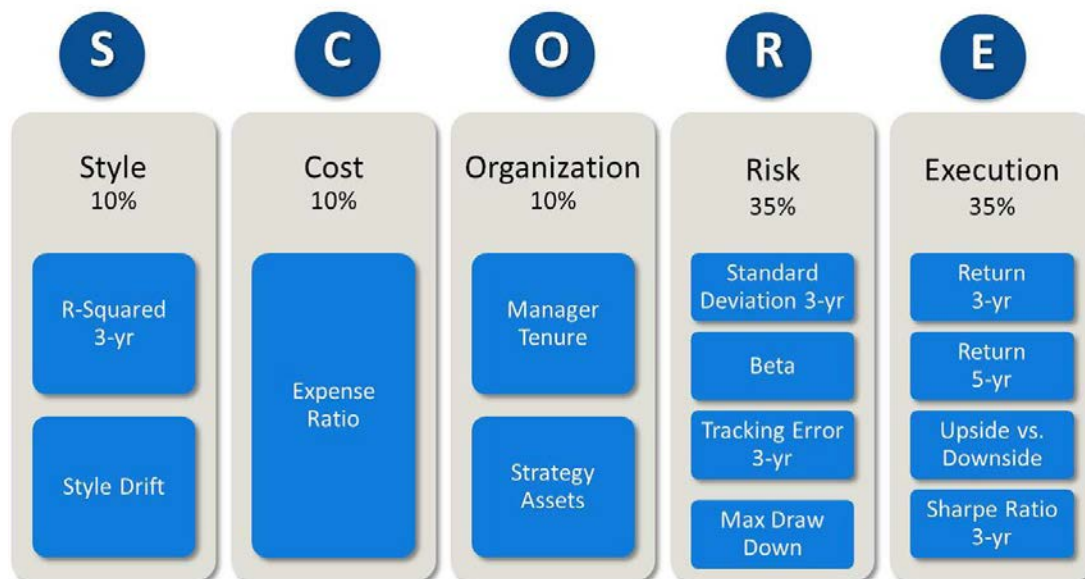 S
C
O
R
E
Style
10%
R-Squared
3-yr
Style Drift
Cost
10%
Expense
Ratio
Organization
10%
Manager
Tenure
Strategy
Assets
Risk
35%
Standard
Deviation 3-yr
Beta
Tracking Error
3-yr
Max Draw
Down
Execution
35%
Return
3-yr
Return
5-yr
Upside vs.
Downside
Sharpe Ratio
3-yr